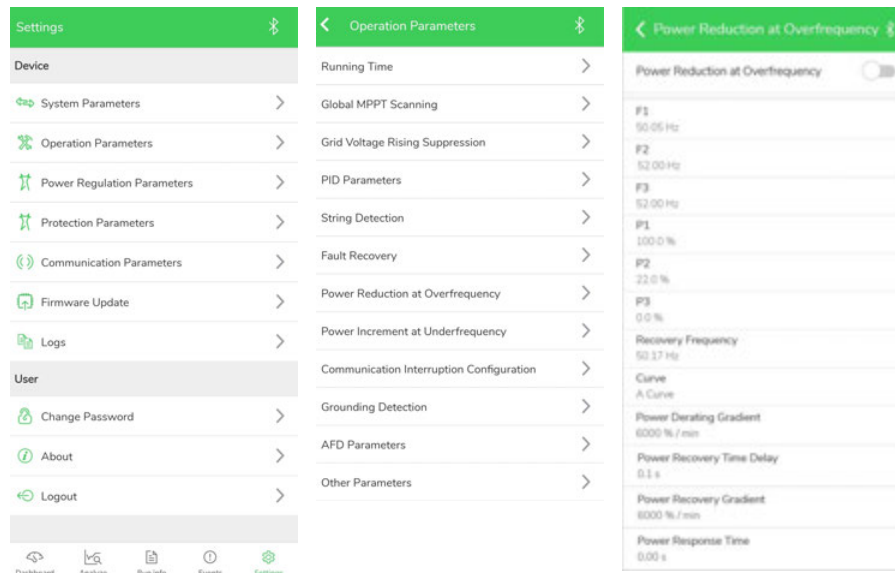 Settings
Device
System Parameters
Operation Parameters
Power Regulation Parameters
Protection Parameters
Communication Parameters
Firmware Update
Logs
User
Change Password
About
Logout
Dashboard Analyze Run info Events Settings
Operation Parameters
Running Time
Global MPPT Scanning
Grid Voltage Rising Suppression
PID Parameters
String Detection
Fault Recovery
Power Reduction at Overfrequency
Power Increment at Underfrequency
Communication Interruption Configuration
Grounding Detection
AFD Parameters
Other Parameters
Power Reduction at Overfrequency
Power Reduction at Overfrequency
F1
50.05 Hz
F2
52.00 Hz
F3
52.00 Hz
P1
100.0 %
P2
22.0 %
P3
0.0 %
Recovery Frequency
50.17 Hz
Curve
A Curve
Power Derating Gradient
6000 % / min
Power Recovery Time Delay
0.1 s
Power Recovery Gradient
6000 % / min
Power Response Time
0.00 s